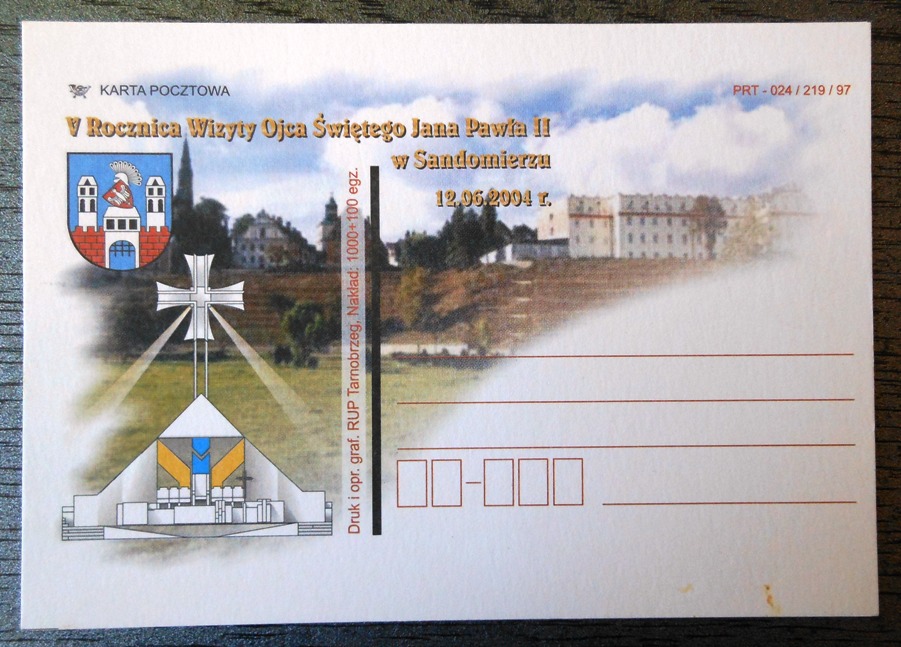 KARTA POCZTOWA
PRT - 024 / 219 / 97
V Rocznica Wizyty Ojca Świętego Jana Pawła II
w Sandomierzu
12.06.2004 r.
Druk i opr. graf. RUP Tarnobrzeg, Nakład: 1000+100 egz.